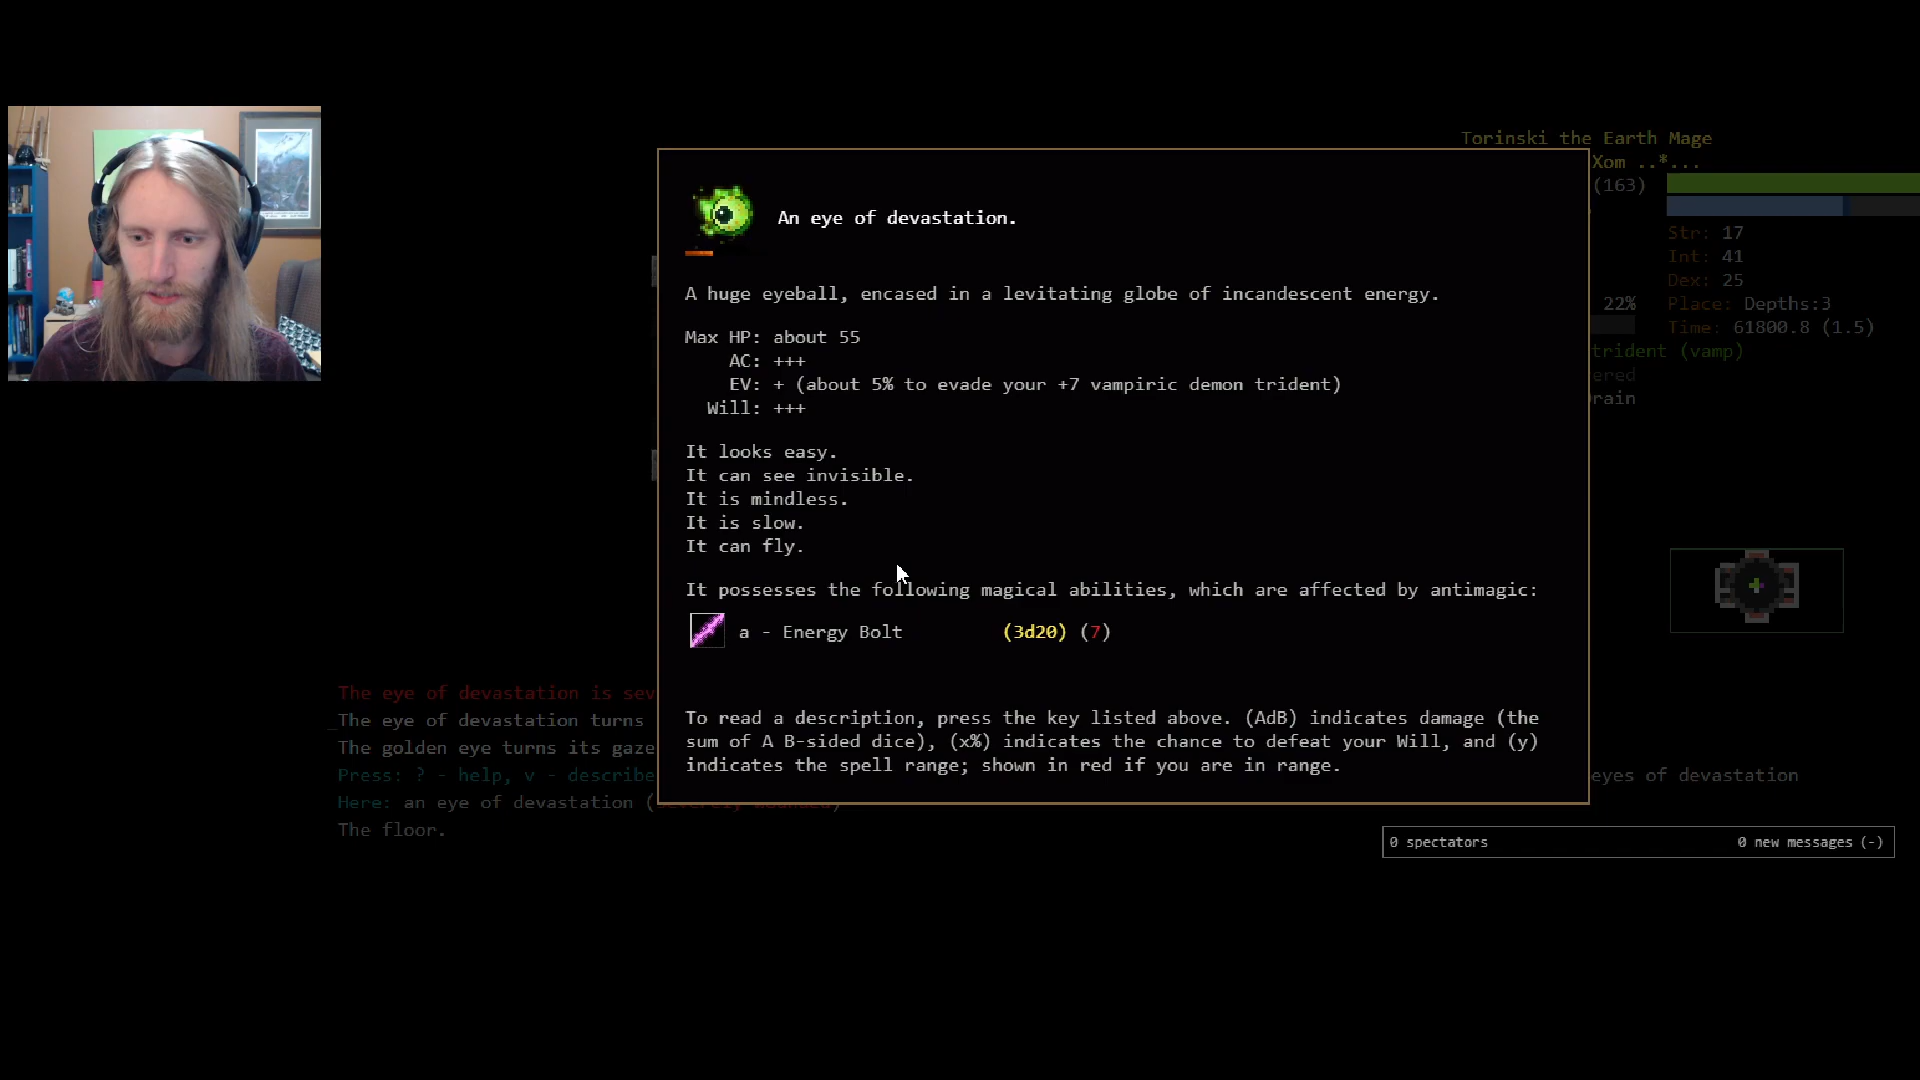 Torinski the Earth Mage
Xom ..*...
(163)
An eye of devastation.
Str: 17
Int: 41
Dex: 25
A huge eyeball, encased in a levitating globe of incandescent energy.
22%
Place: Depths:3
Time: 61800.8 (1.5)
Max HP: about 55
trident (vamp)
AC: +++
ered
EV: + (about 5% to evade your +7 vampiric demon trident)
rain
Will: +++
It looks easy.
It can see invisible.
It is mindless.
It is slow.
It can fly.
It possesses the following magical abilities, which are affected by antimagic:
a - Energy Bolt (3d20) (7)
The eye of devastation is sev
_The eye of devastation turns
The golden eye turns its gaze
Press: ? - help, v - describe
Here: an eye of devastation (severely wounded)
The floor.
To read a description, press the key listed above. (AdB) indicates damage (the
sum of A B-sided dice), (x%) indicates the chance to defeat your Will, and (y)
indicates the spell range; shown in red if you are in range.
eyes of devastation
0 spectators
0 new messages (-)